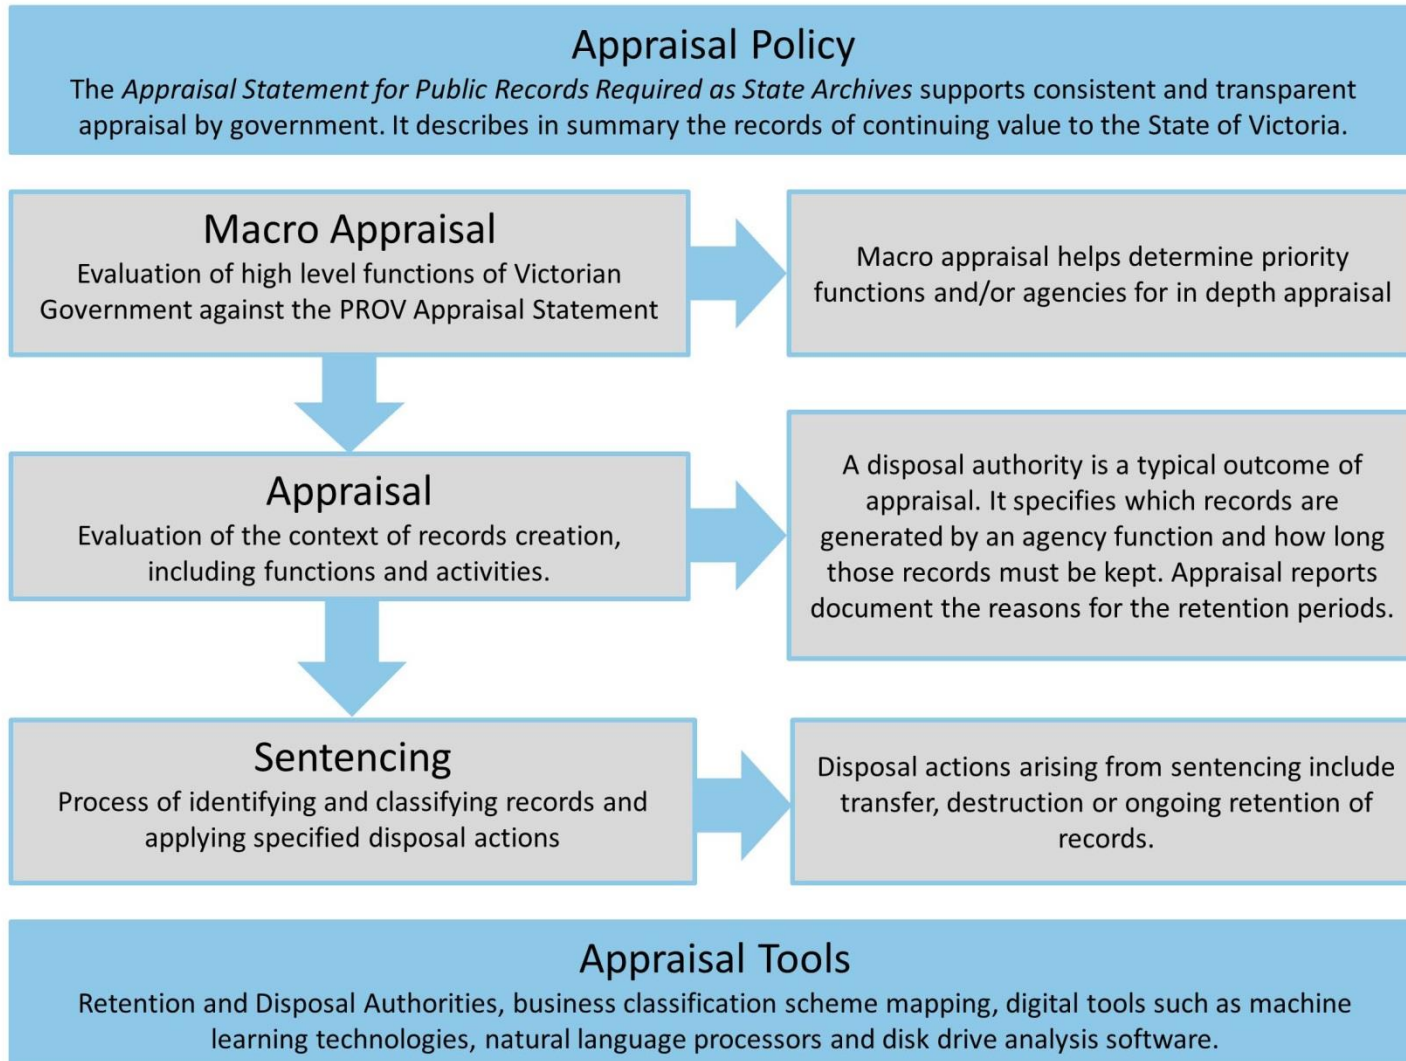 Appraisal Policy
The Appraisal Statement for Public Records Required as State Archives supports consistent and transparent
appraisal by government. It describes in summary the records of continuing value to the State of Victoria.
Macro Appraisal
Evaluation of high level functions of Victorian
Government against the PROV Appraisal Statement
Macro appraisal helps determine priority
functions and/or agencies for in depth appraisal
Appraisal
Evaluation of the context of records creation,
including functions and activities.
A disposal authority is a typical outcome of
appraisal. It specifies which records are
generated by an agency function and how long
those records must be kept. Appraisal reports
document the reasons for the retention periods.
Sentencing
Process of identifying and classifying records and
applying specified disposal actions
Disposal actions arising from sentencing include
transfer, destruction or ongoing retention of
records.
Appraisal Tools
Retention and Disposal Authorities, business classification scheme mapping, digital tools such as machine
learning technologies, natural language processors and disk drive analysis software.